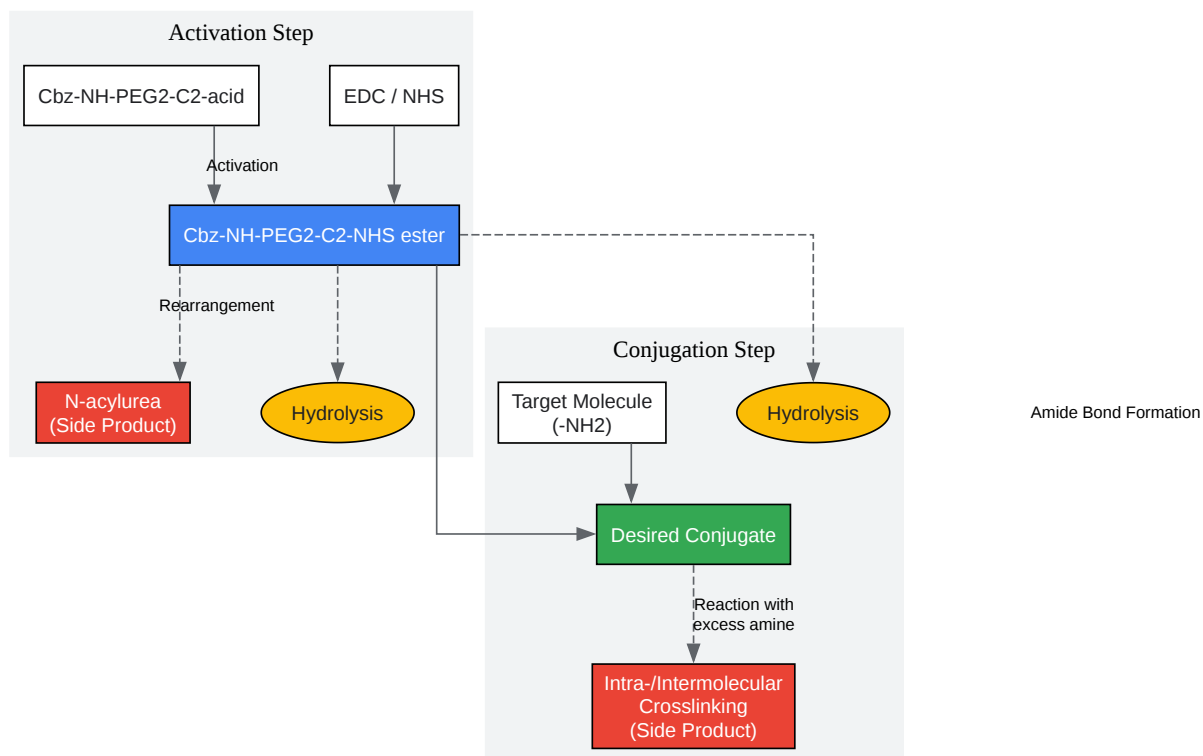 Activation Step
Cbz-NH-PEG2-C2-acid
EDC / NHS
Activation
Cbz-NH-PEG2-C2-NHS ester
Rearrangement
N-acylurea
(Side Product)
Hydrolysis
Conjugation Step
Target Molecule
(-NH2)
Hydrolysis
Amide Bond Formation
Desired Conjugate
Reaction with
excess amine
Intra-/Intermolecular
Crosslinking
(Side Product)